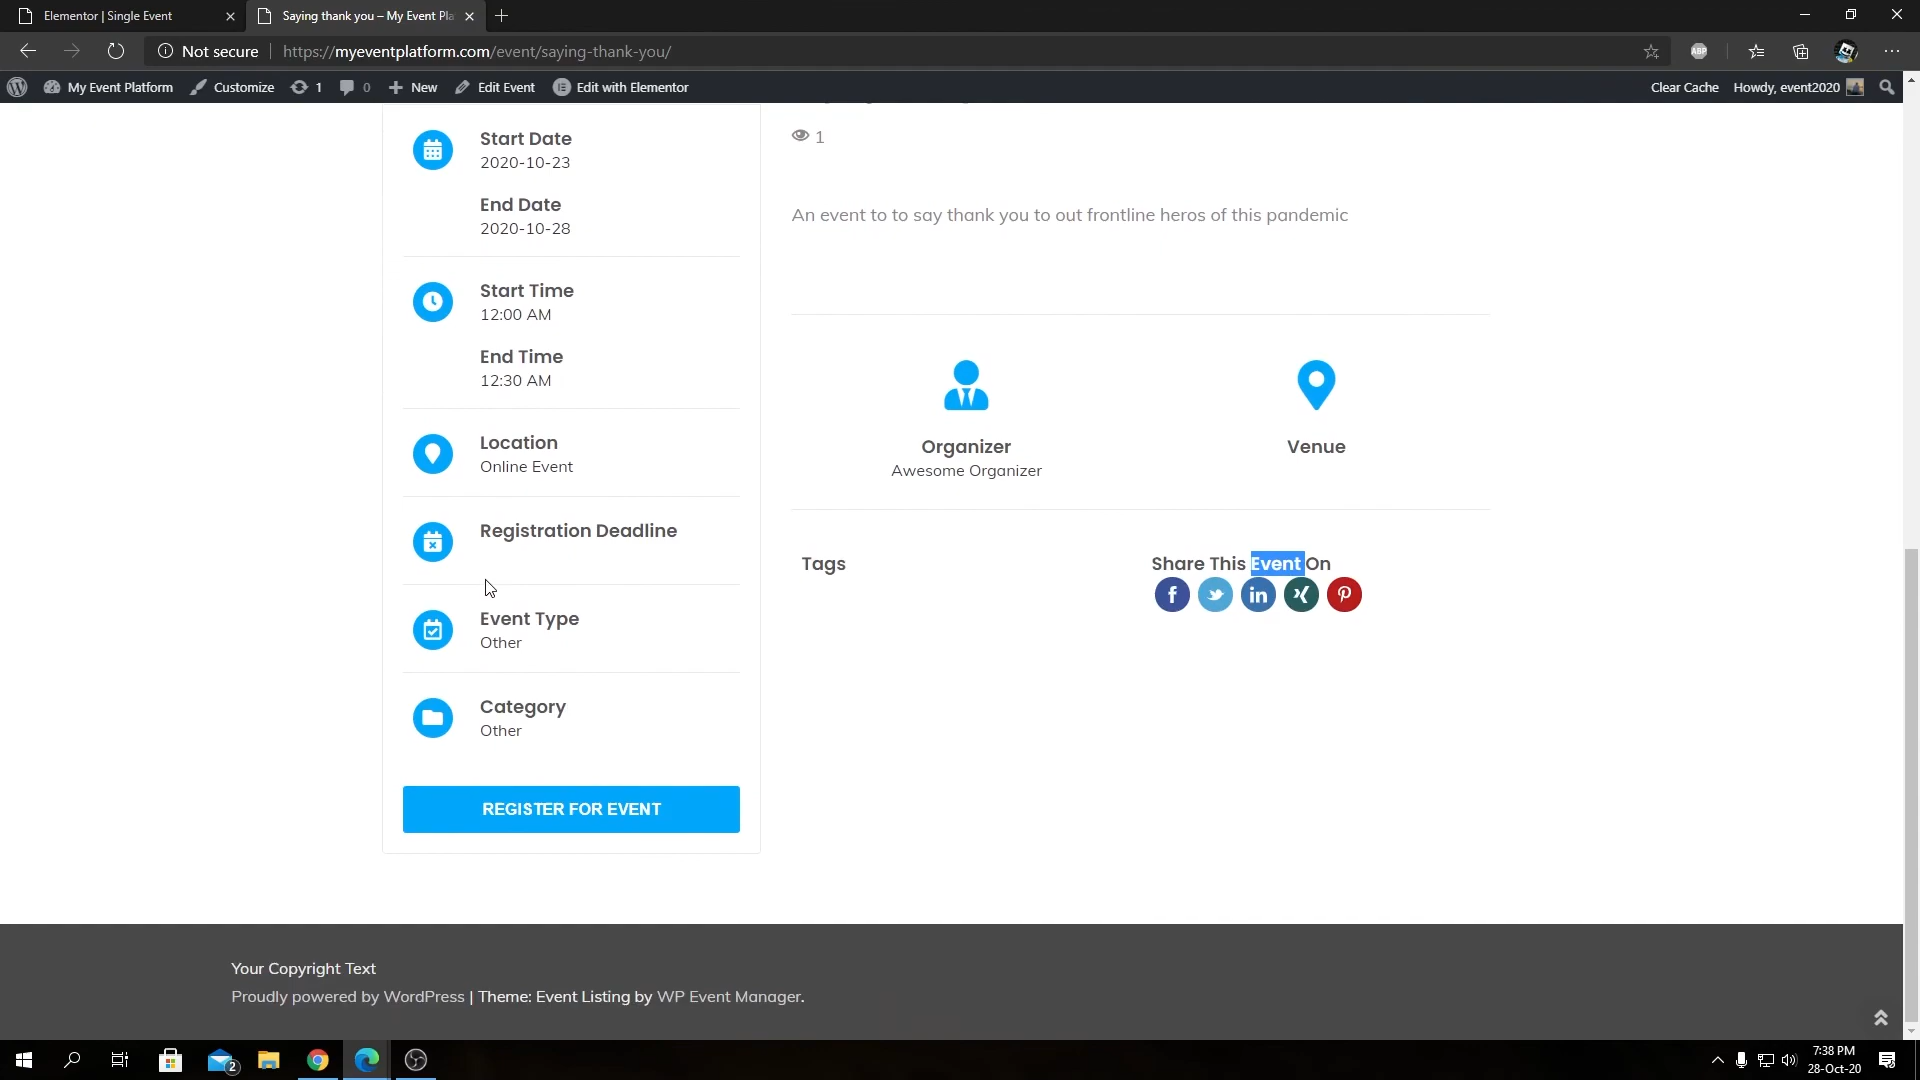 Elementor | Single Event
Saying thank you – My Event Pla
Not secure
https://myeventplatform.com/event/saying-thank-you/
ABP
My Event Platform
Customize
1
0
New
Edit Event
Edit with Elementor
Clear Cache
Howdy, event2020
Start Date
2020-10-23
End Date
2020-10-28
Start Time
12:00 AM
End Time
12:30 AM
Location
Online Event
Registration Deadline
Event Type
Other
Category
Other
REGISTER FOR EVENT
1
An event to to say thank you to out frontline heros of this pandemic
Organizer
Awesome Organizer
Venue
Tags
Share This Event On
Your Copyright Text
Proudly powered by WordPress | Theme: Event Listing by WP Event Manager.
2
7:38 PM
28-Oct-20